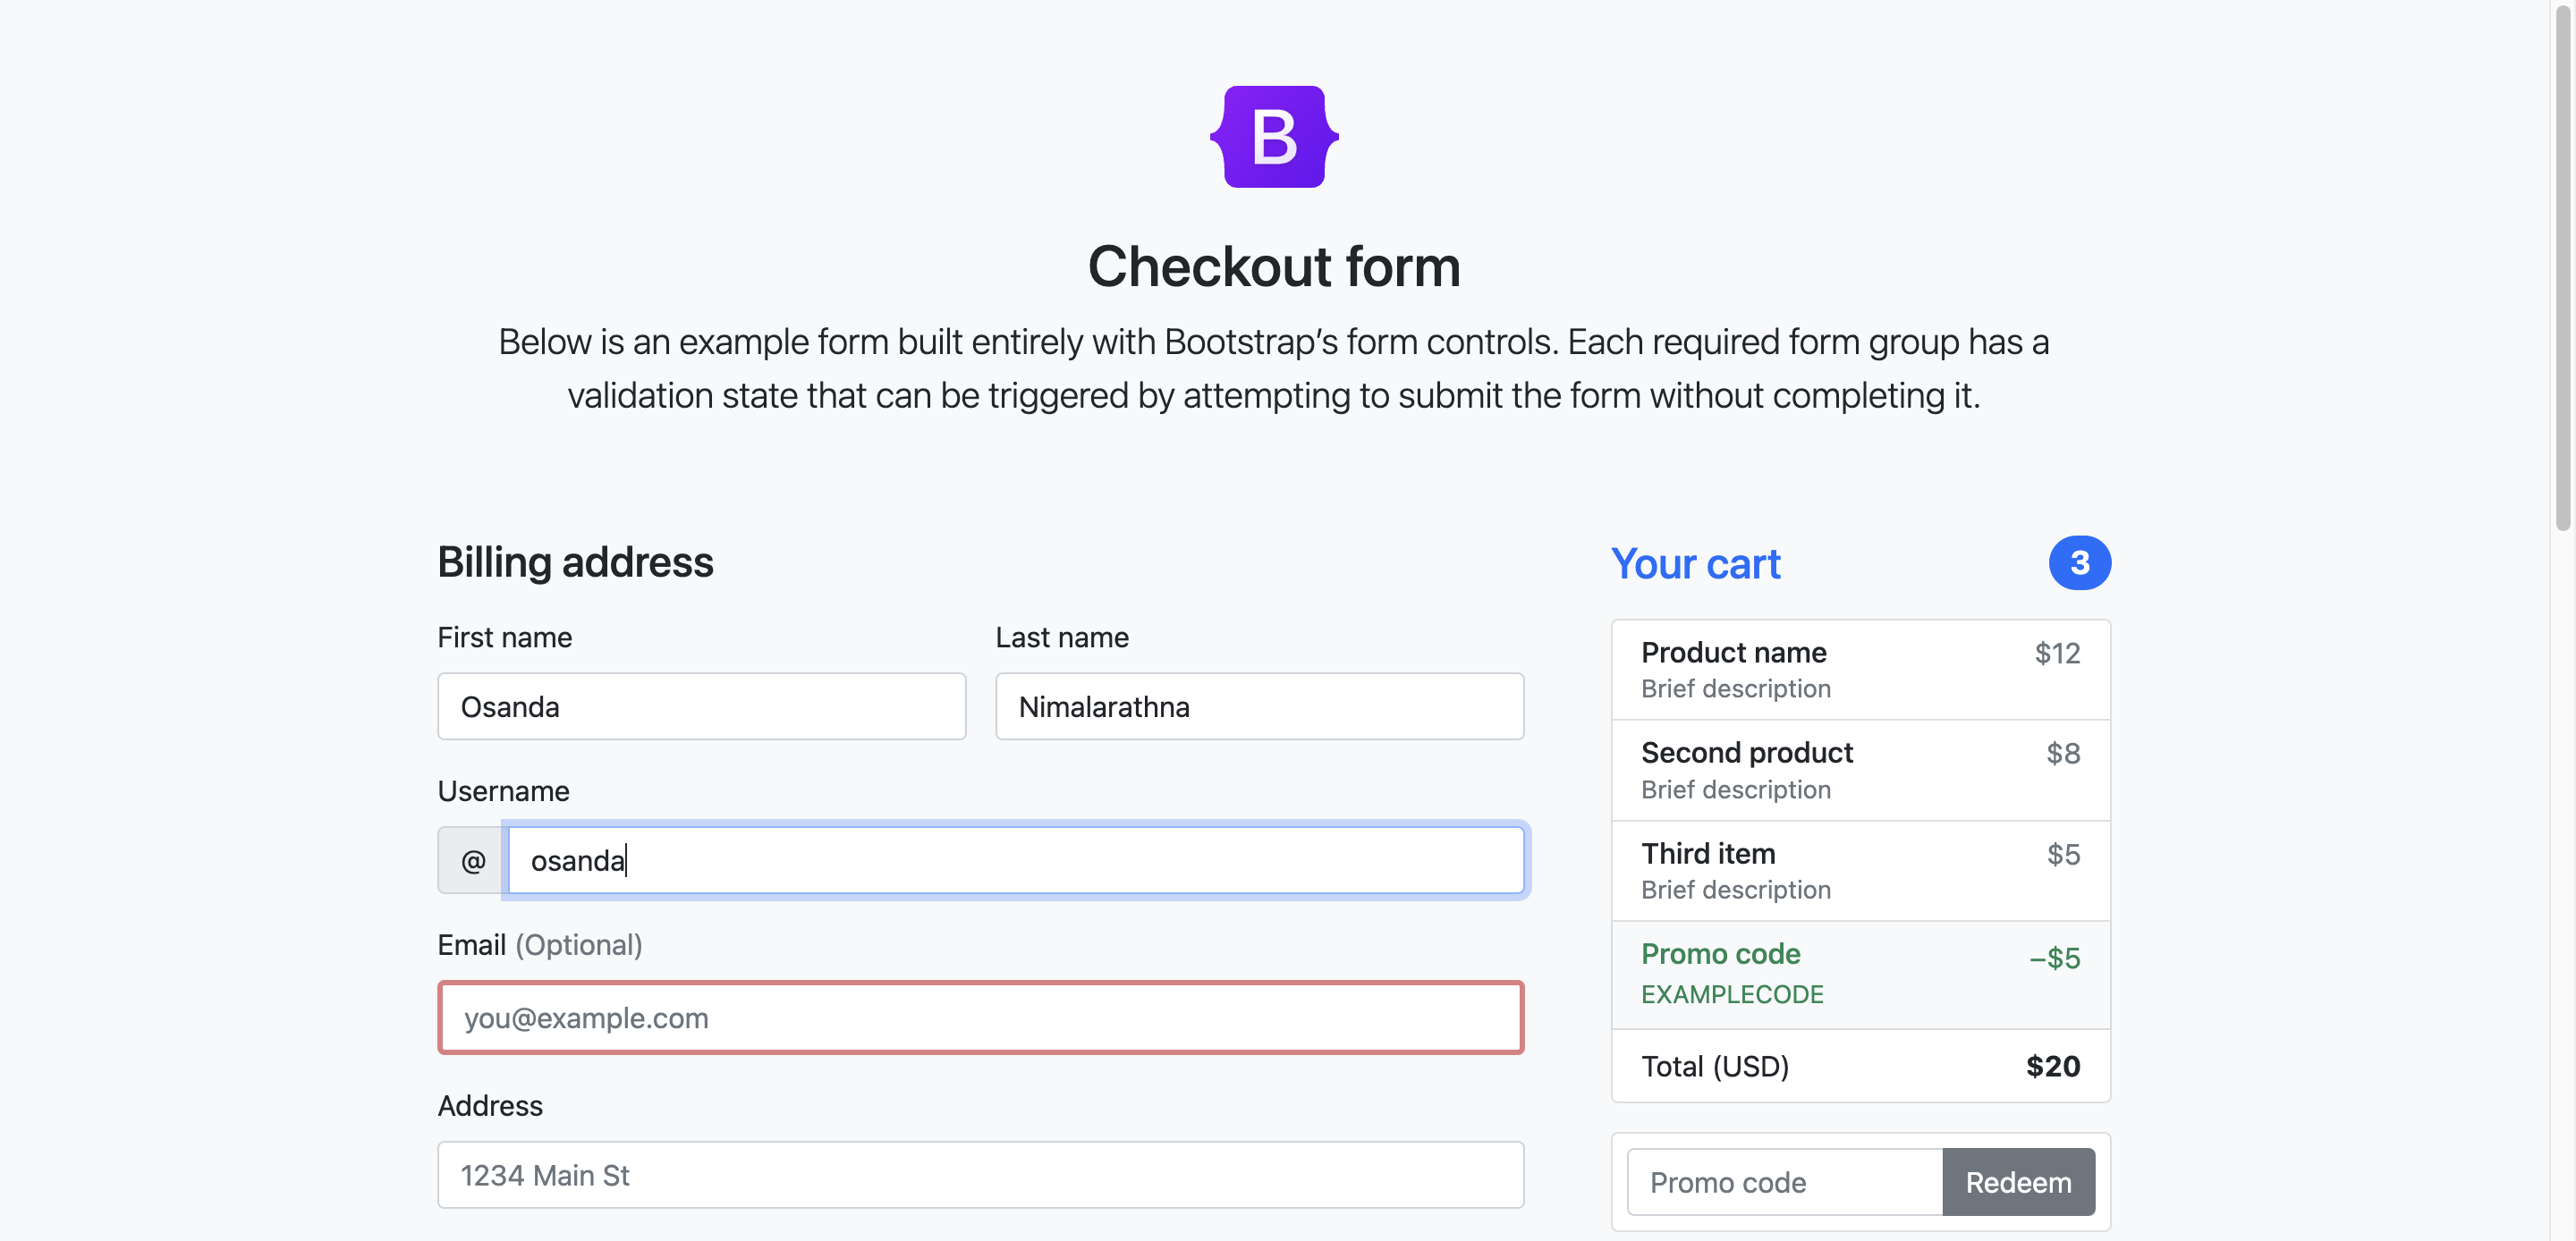 B
Checkout form
Below is an example form built entirely with Bootstrap’s form controls. Each required form group has a
validation state that can be triggered by attempting to submit the form without completing it.
Billing address
First name
Last name
Osanda
Nimalarathna
Username
@ osanda
Email (Optional)
you@example.com
Address
1234 Main St
Your cart 3
Product name $12
Brief description
Second product $8
Brief description
Third item $5
Brief description
Promo code −$5
EXAMPLECODE
Total (USD) $20
Promo code Redeem